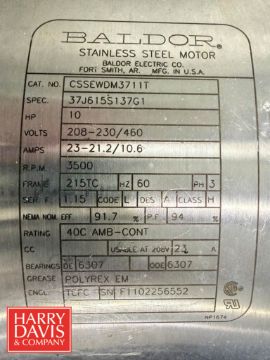 BALDOR
STAINLESS STEEL MOTOR
BALDOR ELECTRIC CO.
FORT SMITH, AR. MFG. IN U.S.A.
CAT. NO. CSSEWDM3711T
SPEC. 37J615S137G1
HP 10
VOLTS 208-230/460
AMPS 23-21.2/10.6
R.P.M. 3500
FRAME 215TC HZ 60 PH 3
SER. F. 1.15 CODE L DES A CLASS H
NEMA NOM. EFF. 91.7 % P.F. 94 %
RATING 40C AMB-CONT
CC USABLE AT 208V 23 A
BEARINGS DE 6307 ODE 6307
GREASE POLYREX EM
ENCL. TEFC SN F1102256552
NP1674
HARRY
DAVIS
& COMPANY